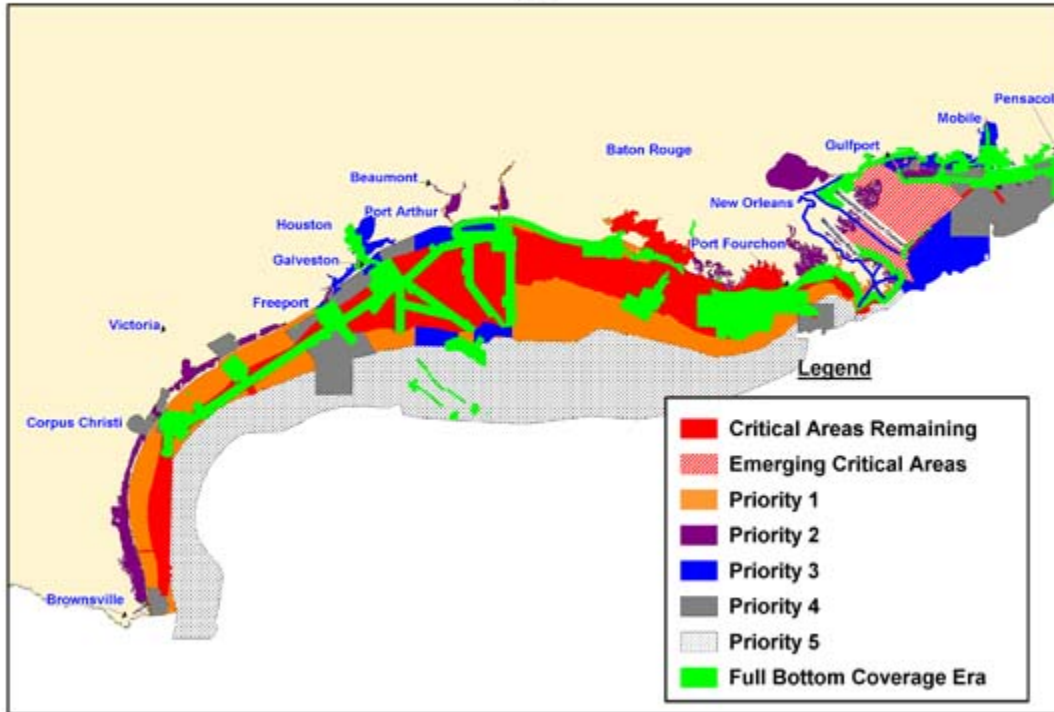 Pensacol
Mobile
Gulfport
Baton Rouge
Beaumont
New Orleans
Port Arthur
Houston
Port Fourchon
Galveston
Freeport
Victoria
Corpus Christi
Brownsville
Legend
Critical Areas Remaining
Emerging Critical Areas
Priority 1
Priority 2
Priority 3
Priority 4
Priority 5
Full Bottom Coverage Era